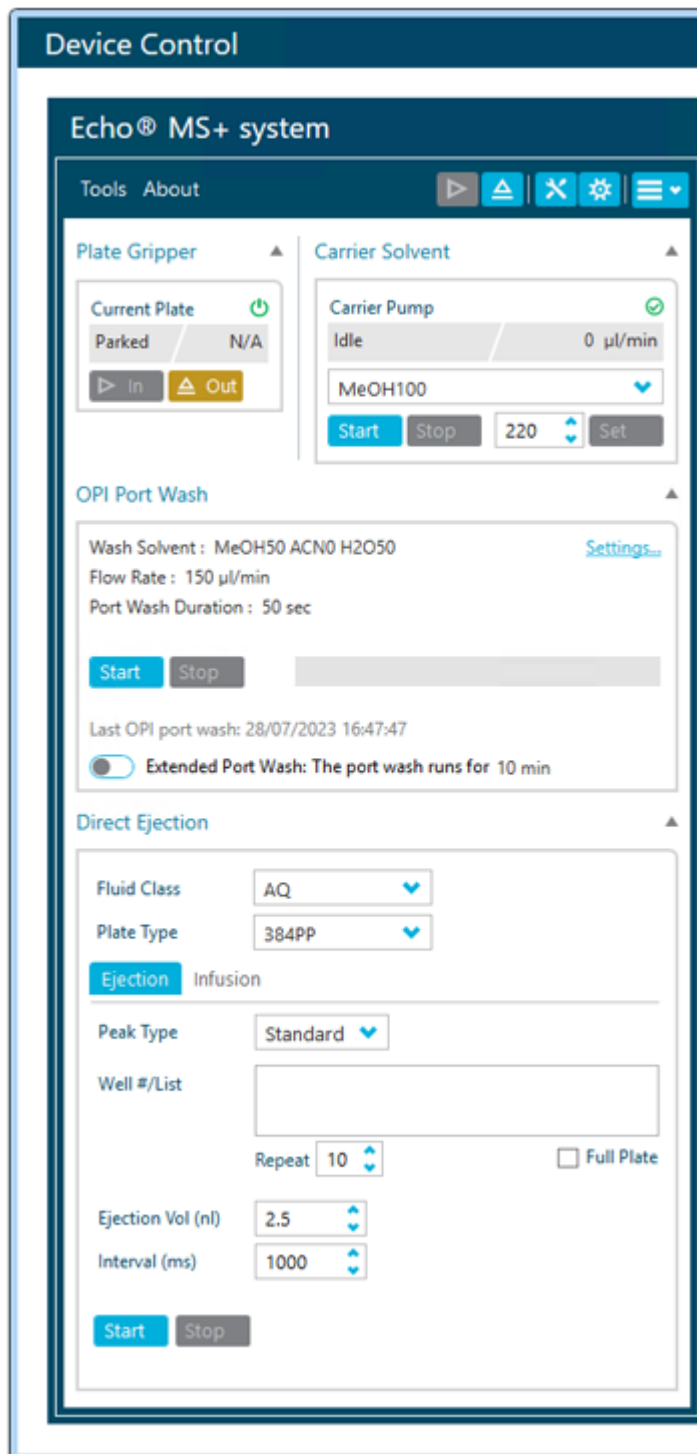 Device Control
Echo® MS+ system
Tools About
Plate Gripper
Current Plate
Parked N/A
In Out
Carrier Solvent
Carrier Pump
Idle 0 µl/min
MeOH100
Start Stop 220 Set
OPI Port Wash
Wash Solvent : MeOH50 ACN0 H2O50 Settings...
Flow Rate : 150 µl/min
Port Wash Duration : 50 sec
Start Stop
Last OPI port wash: 28/07/2023 16:47:47
Extended Port Wash: The port wash runs for 10 min
Direct Ejection
Fluid Class AQ
Plate Type 384PP
Ejection Infusion
Peak Type Standard
Well #/List
Repeat 10 Full Plate
Ejection Vol (nl) 2.5
Interval (ms) 1000
Start Stop